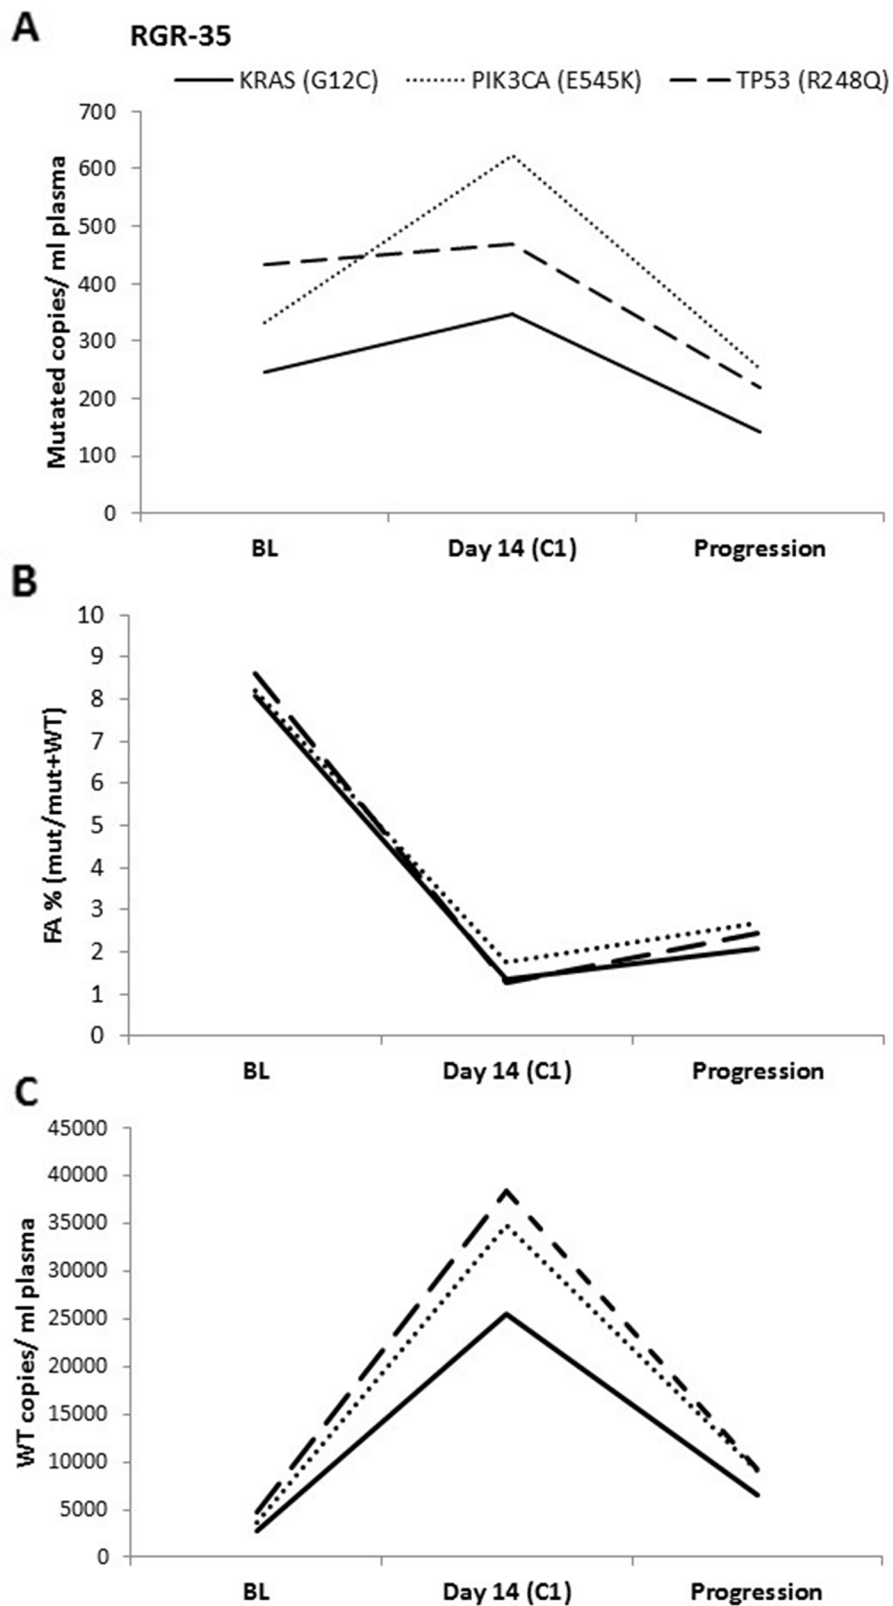 A
RGR-35
KRAS (G12C) PIK3CA (E545K) TP53 (R248Q)
Mutated copies/ ml plasma
700
600
500
400
300
200
100
0
BL Day 14 (C1) Progression
B
FA % (mut/mut+WT)
10
9
8
7
6
5
4
3
2
1
0
BL Day 14 (C1) Progression
C
WT copies/ ml plasma
45000
40000
35000
30000
25000
20000
15000
10000
5000
0
BL Day 14 (C1) Progression